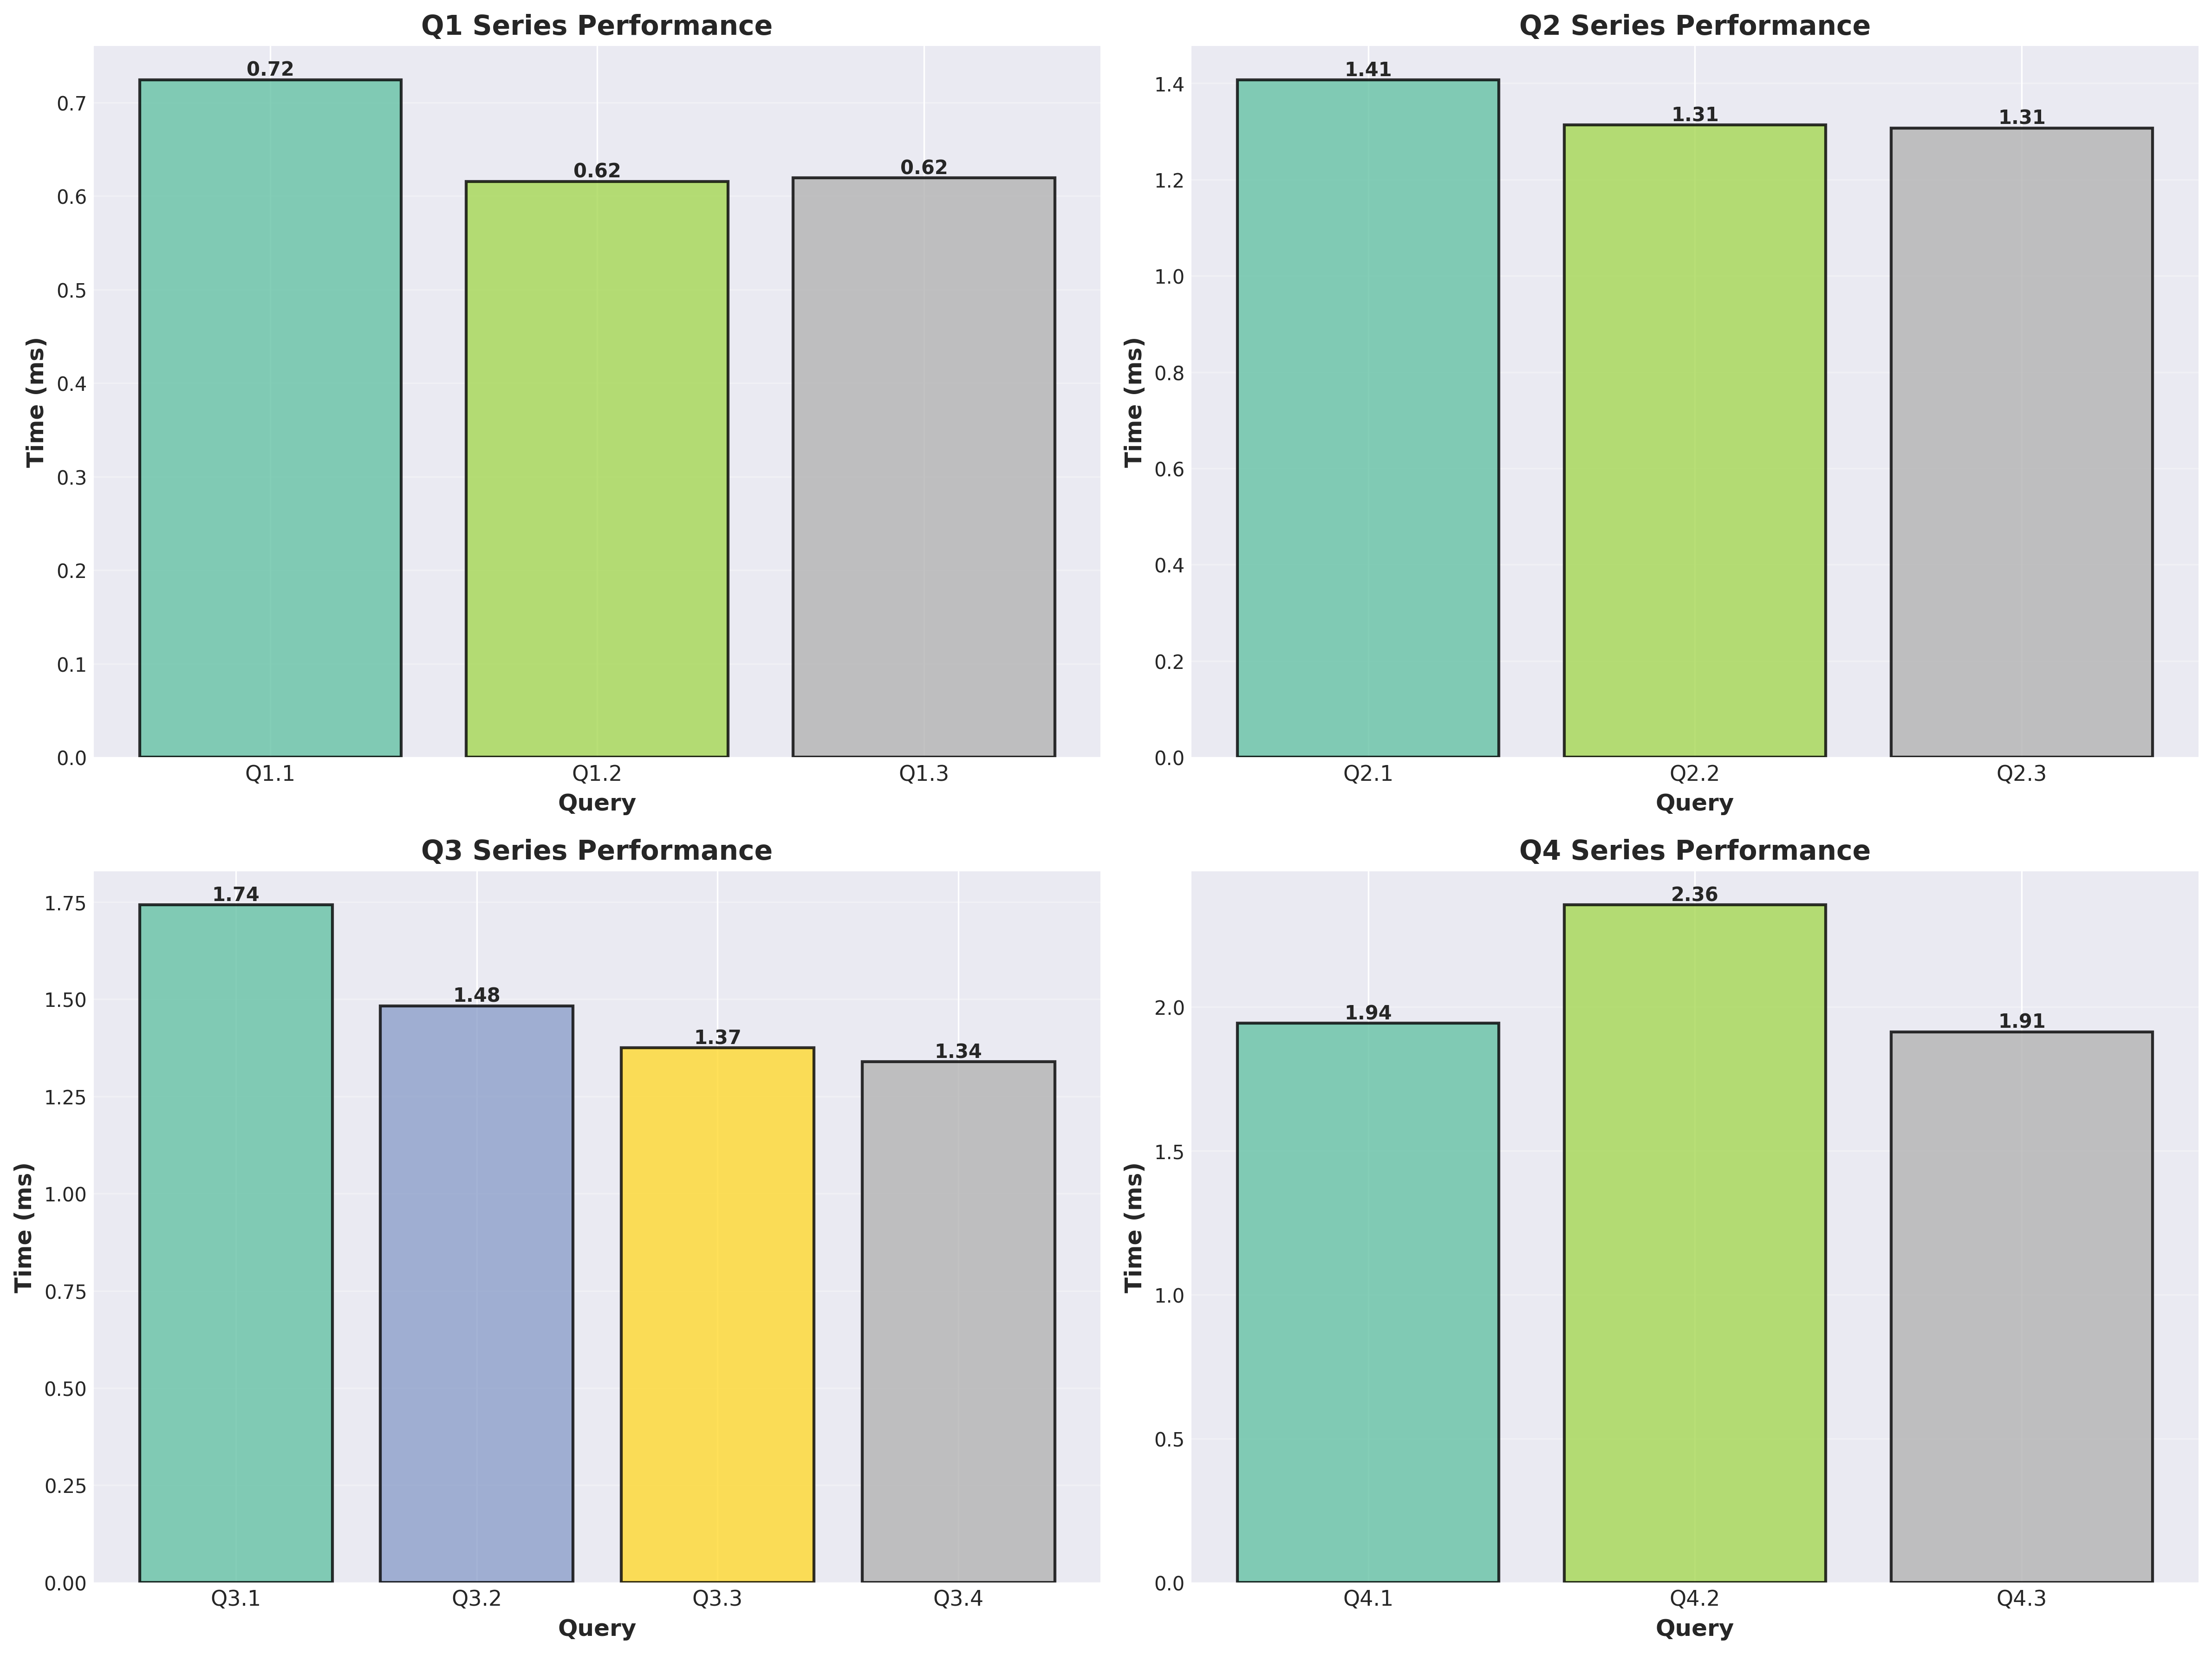 Q1 Series Performance
Time (ms)
0.7
0.6
0.5
0.4
0.3
0.2
0.1
0.0
0.72
0.62
0.62
Q1.1
Q1.2
Q1.3
Query
Q2 Series Performance
Time (ms)
1.4
1.2
1.0
0.8
0.6
0.4
0.2
0.0
1.41
1.31
1.31
Q2.1
Q2.2
Q2.3
Query
Q3 Series Performance
Time (ms)
1.75
1.50
1.25
1.00
0.75
0.50
0.25
0.00
1.74
1.48
1.37
1.34
Q3.1
Q3.2
Q3.3
Q3.4
Query
Q4 Series Performance
Time (ms)
2.0
1.5
1.0
0.5
0.0
1.94
2.36
1.91
Q4.1
Q4.2
Q4.3
Query